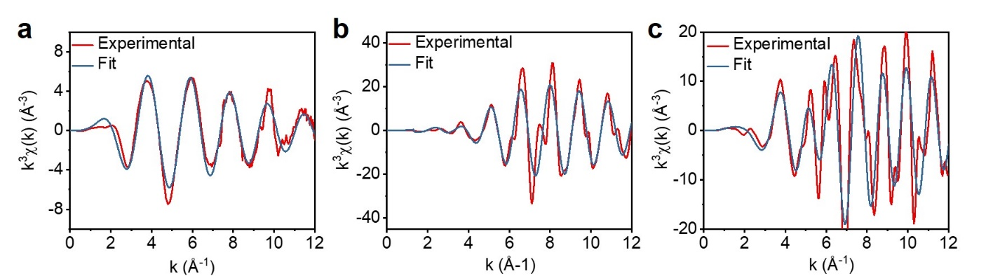 a
Experimental
Fit
8
4
0
-4
-8
0 2 4 6 8 10 12
k³χ(k) (Å⁻³)
k (Å⁻¹)
b
Experimental
Fit
40
20
0
-20
-40
0 2 4 6 8 10 12
k³χ(k) (Å⁻³)
k (Å-1)
c
Experimental
Fit
20
10
0
-10
-20
0 2 4 6 8 10 12
k³χ(k) (Å⁻³)
k (Å⁻¹)